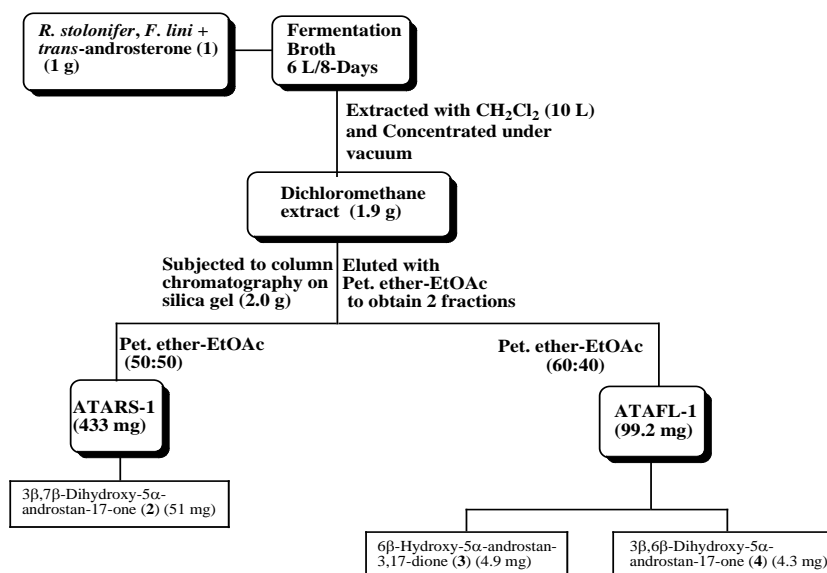 R. stolonifer, F. lini +
trans-androsterone (1)
(1 g)
Fermentation
Broth
6 L/8-Days
Extracted with CH₂Cl₂ (10 L)
and Concentrated under
vacuum
Dichloromethane
extract (1.9 g)
Subjected to column
chromatography on
silica gel (2.0 g)
Eluted with
Pet. ether-EtOAc
to obtain 2 fractions
Pet. ether-EtOAc
(50:50)
Pet. ether-EtOAc
(60:40)
ATARS-1
(433 mg)
ATAFL-1
(99.2 mg)
3β,7β-Dihydroxy-5α-
androstan-17-one (2) (51 mg)
6β-Hydroxy-5α-androstan-
3,17-dione (3) (4.9 mg)
3β,6β-Dihydroxy-5α-
androstan-17-one (4) (4.3 mg)